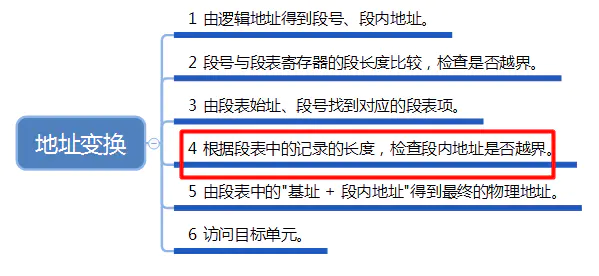 地址变换
1 由逻辑地址得到段号、段内地址。
2 段号与段表寄存器的段长度比较，检查是否越界。
3 由段表始址、段号找到对应的段表项。
4 根据段表中的记录的长度，检查段内地址是否越界。
5 由段表中的"基址 + 段内地址"得到最终的物理地址。
6 访问目标单元。